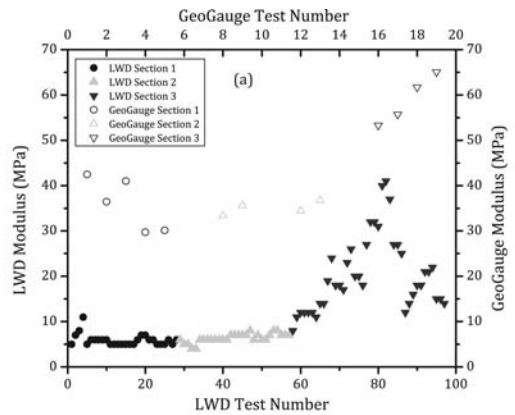 GeoGauge Test Number
0 2 4 6 8 10 12 14 16 18 20
70 70
(a)
LWD Section 1
LWD Section 2
LWD Section 3
GeoGauge Section 1
GeoGauge Section 2
GeoGauge Section 3
60 60
50 50
40 40
30 30
20 20
10 10
0 0
LWD Modulus (MPa)
GeoGauge Modulus (MPa)
0 20 40 60 80 100
LWD Test Number